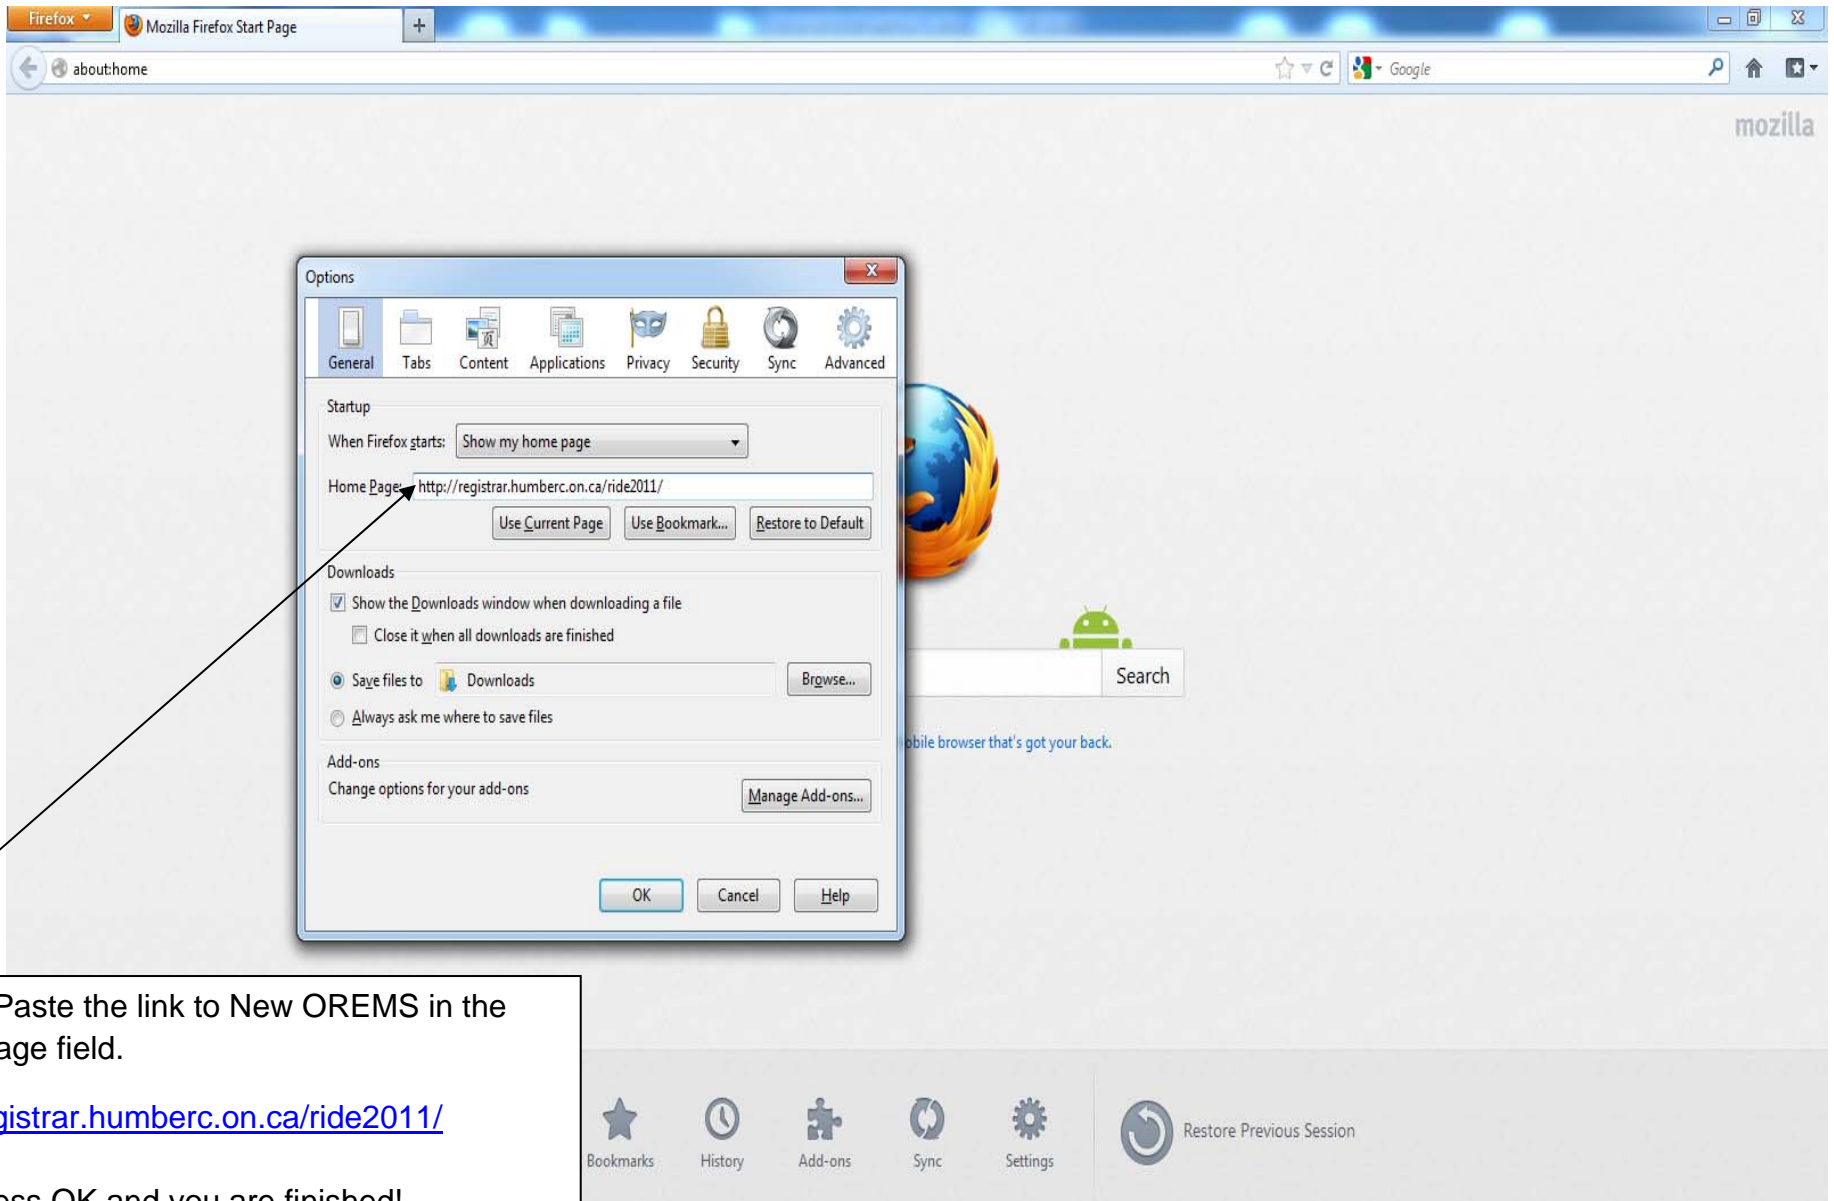 Firefox
Mozilla Firefox Start Page
about:home
Google
mozilla
Options
General Tabs Content Applications Privacy Security Sync Advanced
Startup
When Firefox starts: Show my home page
Home Page: http://registrar.humberc.on.ca/ride2011/
Use Current Page Use Bookmark... Restore to Default
Downloads
Show the Downloads window when downloading a file
Close it when all downloads are finished
Save files to Downloads Browse...
Always ask me where to save files
Add-ons
Change options for your add-ons Manage Add-ons...
OK Cancel Help
Search
browser that's got your back.
Paste the link to New OREMS in the
field.
gistrar.humberc.on.ca/ride2011/
OK and you are finished!
Bookmarks History Add-ons Sync Settings Restore Previous Session